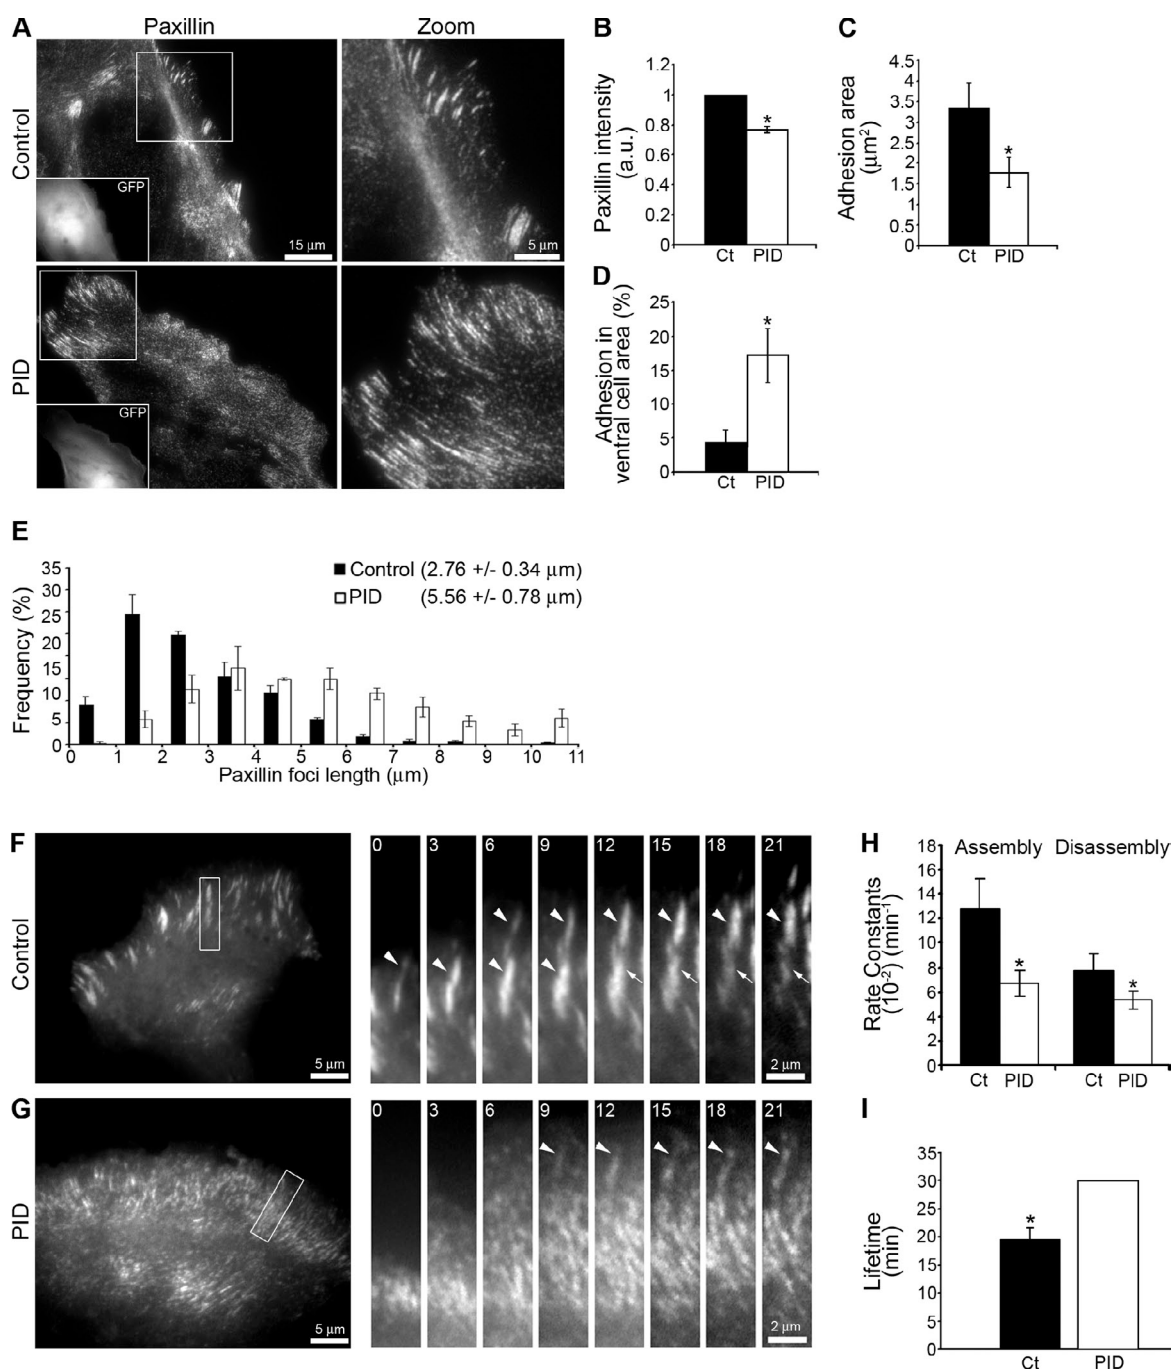 A
Paxillin
Zoom
Control
GFP
15 μm
5 μm
PID
GFP
B
Paxillin intensity
(a.u.)
1.2
1
0.8
0.6
0.4
0.2
0
*
Ct PID
C
Adhesion area
(μm²)
4.5
4
3.5
3
2.5
2
1.5
1
.5
0
*
Ct PID
D
Adhesion in
ventral cell area (%)
25
20
15
10
5
0
*
Ct PID
E
Frequency (%)
35
30
25
20
15
10
5
0
Control (2.76 +/- 0.34 μm)
PID (5.56 +/- 0.78 μm)
0 1 2 3 4 5 6 7 8 9 10 11
Paxillin foci length (μm)
F
Control
5 μm
0 3 6 9 12 15 18 21
2 μm
G
PID
5 μm
0 3 6 9 12 15 18 21
2 μm
H
Assembly Disassembly
Rate Constants
(10⁻²) (min⁻¹)
18
16
14
12
10
8
6
4
2
0
*
*
Ct PID Ct PID
I
Lifetime
(min)
35
30
25
20
15
10
5
0
*
Ct PID